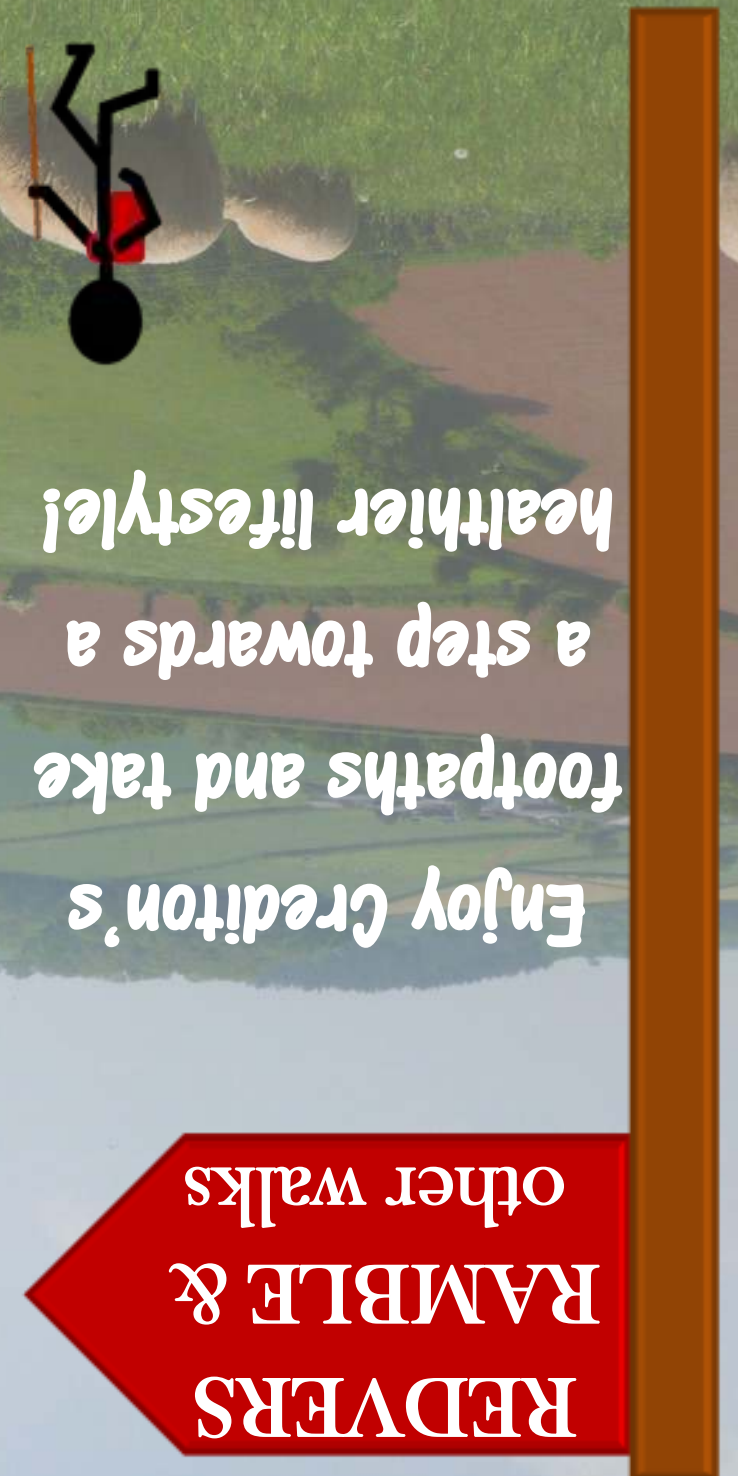 REDVERS
RAMBLE &
other walks
Enjoy Crediton's
footpaths and take
a step towards a
healthier lifestyle!